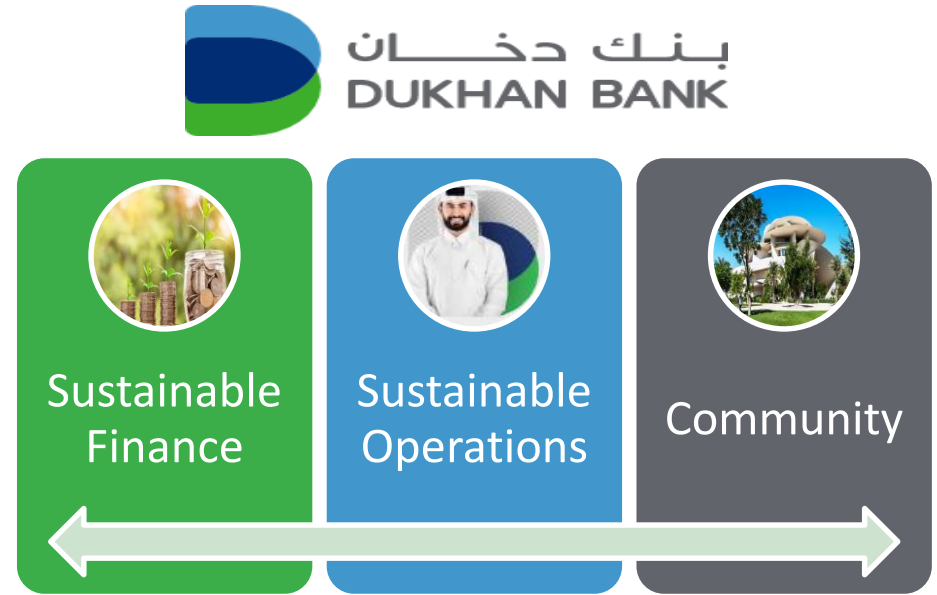 بنك دخان
DUKHAN BANK
Sustainable
Finance
Sustainable
Operations
Community